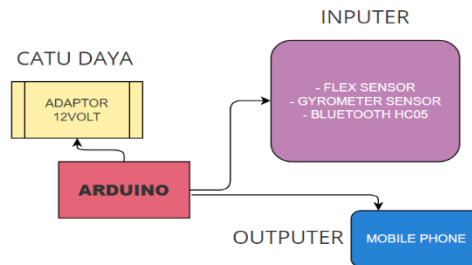 INPUTER
CATU DAYA
ADAPTOR
12VOLT
- FLEX SENSOR
- GYROMETER SENSOR
- BLUETOOTH HC05
ARDUINO
OUTPUTER
MOBILE PHONE